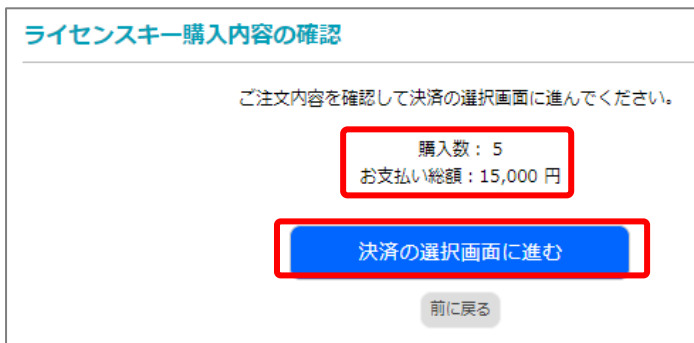 ライセンスキー購入内容の確認
ご注文内容を確認して決済の選択画面に進んでください。
購入数： 5
お支払い総額：15,000 円
決済の選択画面に進む
前に戻る